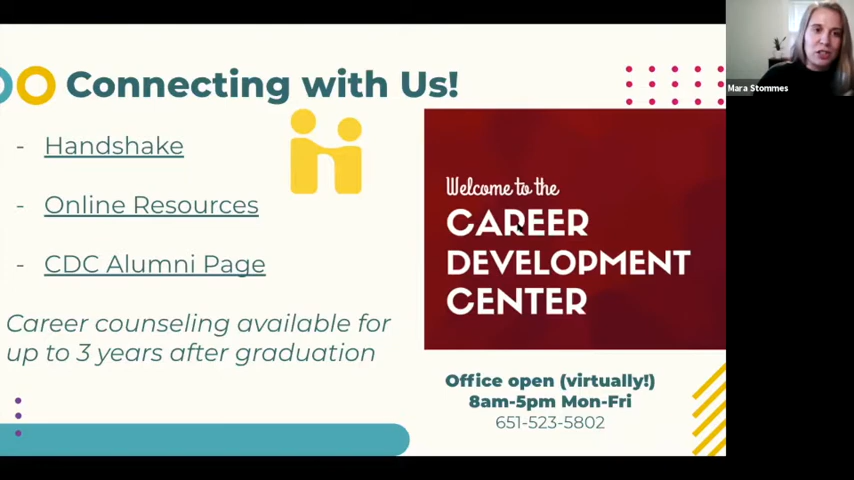 Connecting with Us!
- Handshake
- Online Resources
- CDC Alumni Page
Career counseling available for
up to 3 years after graduation
Welcome to the
CAREER
DEVELOPMENT
CENTER
Office open (virtually!)
8am-5pm Mon-Fri
651-523-5802
Mara Stommes